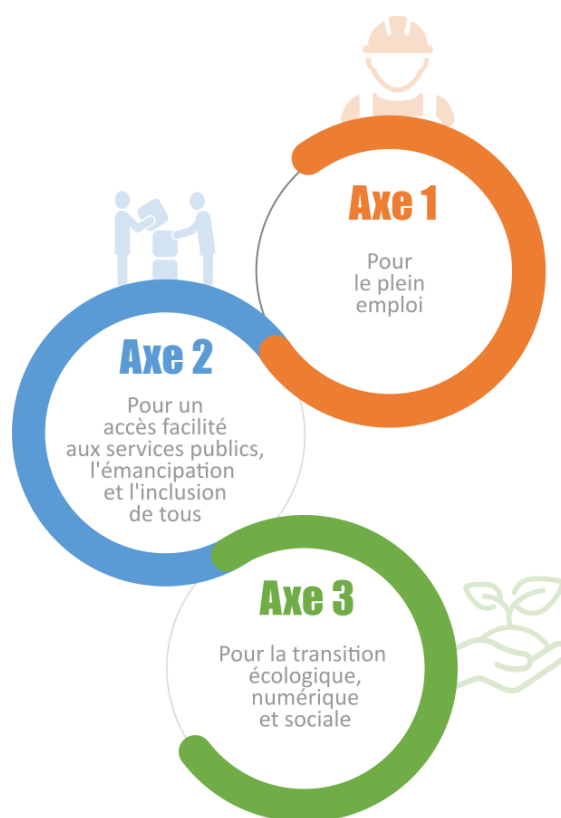 Axe 1
Pour
le plein
emploi
Axe 2
Pour un
accès facilité
aux services publics,
l'émancipation
et l'inclusion
de tous
Axe 3
Pour la transition
écologique,
numérique
et sociale